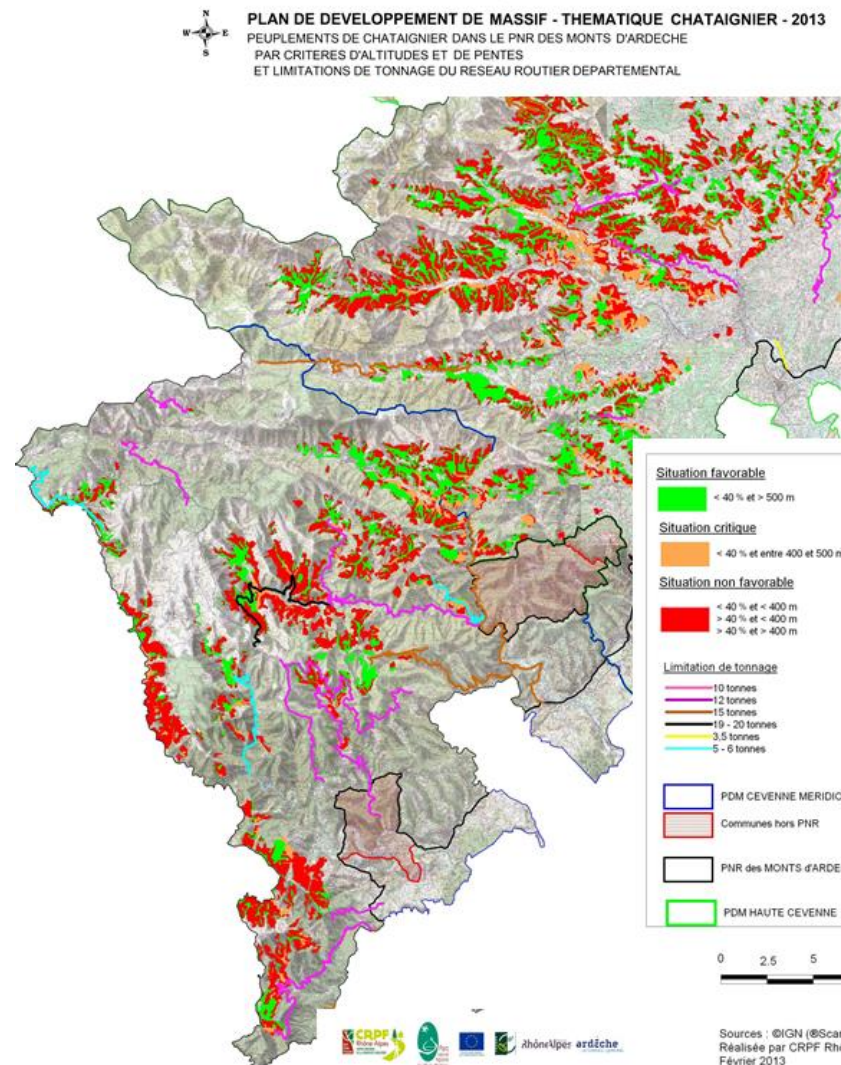 N
W E
S
PLAN DE DEVELOPPEMENT DE MASSIF - THEMATIQUE CHATAIGNIER - 2013
PEUPLEMENTS DE CHATAIGNIER DANS LE PNR DES MONTS D'ARDECHE
PAR CRITERES D'ALTITUDES ET DE PENTES
ET LIMITATIONS DE TONNAGE DU RESEAU ROUTIER DEPARTEMENTAL
Situation favorable
< 40 % et > 500 m
Situation critique
< 40 % et entre 400 et 500 m
Situation non favorable
< 40 % et < 400 m
> 40 % et < 400 m
> 40 % et > 400 m
Limitation de tonnage
10 tonnes
12 tonnes
15 tonnes
19 - 20 tonnes
3,5 tonnes
5 - 6 tonnes
PDM CEVENNE MERIDIO
Communes hors PNR
PNR des MONTS d'ARDE
PDM HAUTE CEVENNE
0 2.5 5
CRPF
Rhône-Alpes
RhôneAlpes ardèche
Sources : ©IGN (®Scan
Réalisée par CRPF Rhô
Février 2013